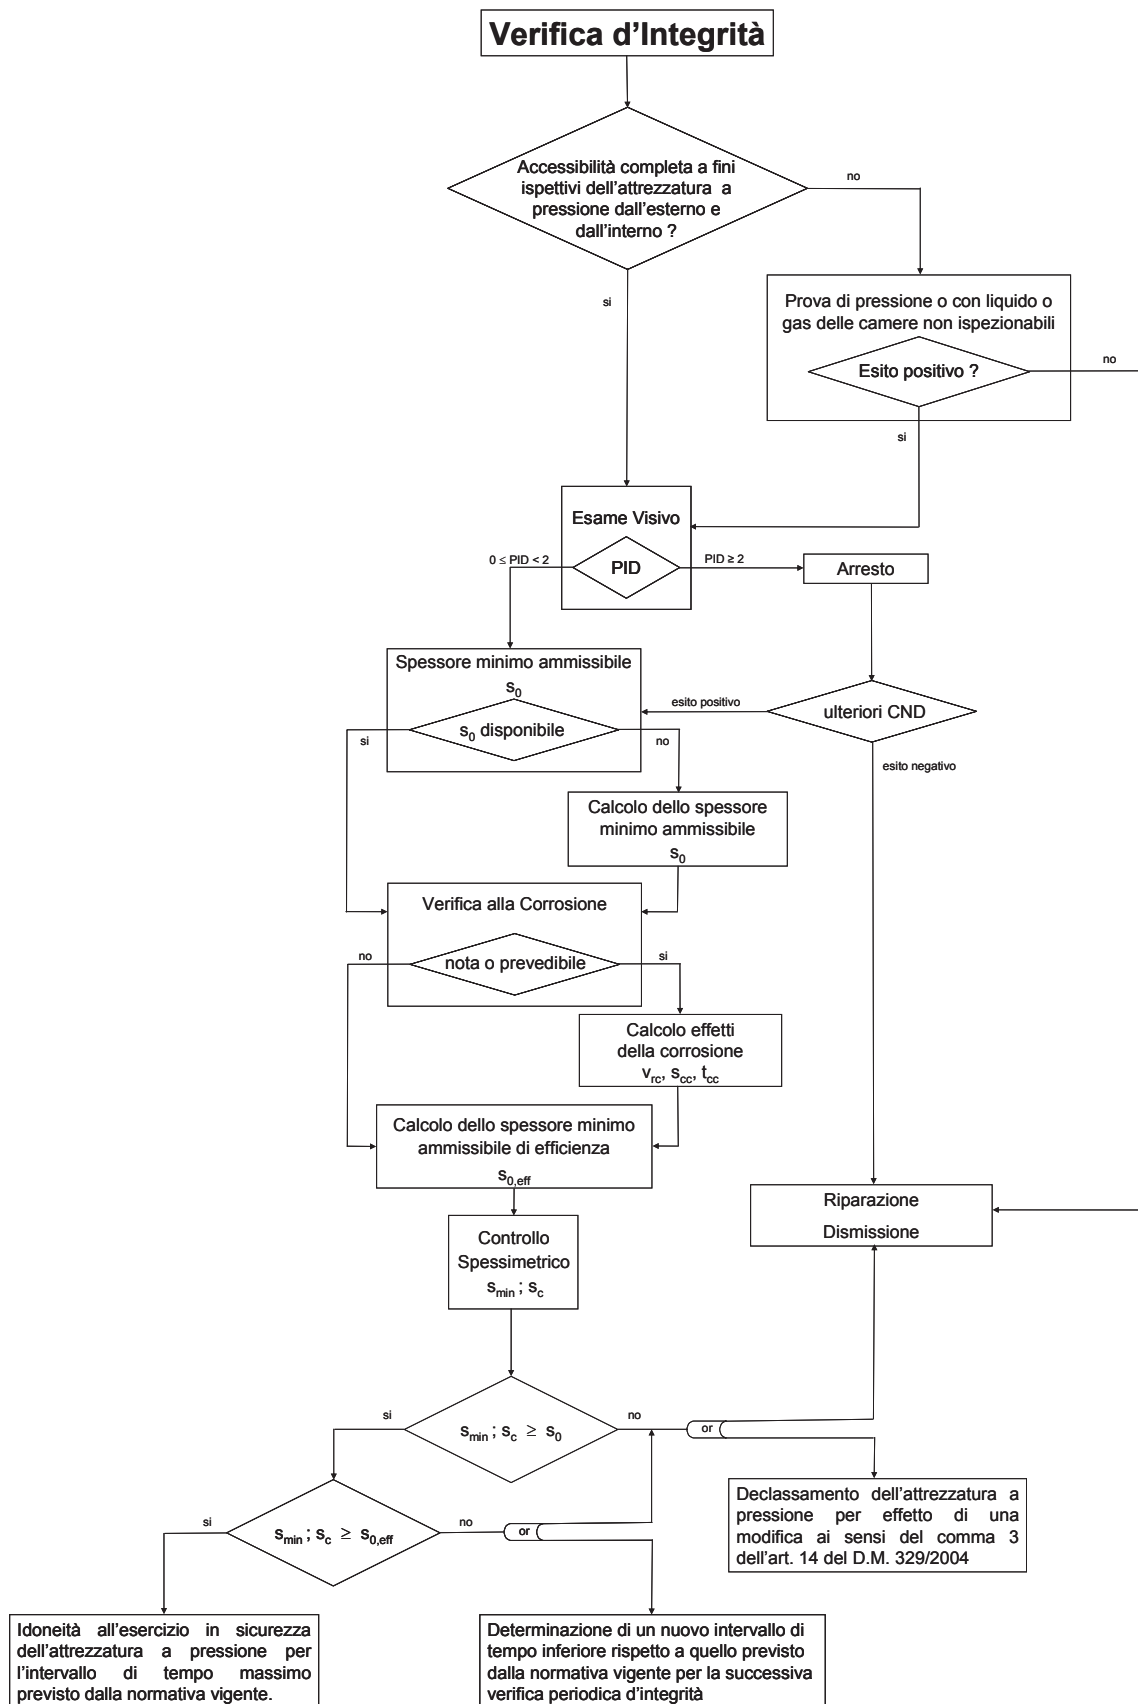 Verifica d'Integrità
Accessibilità completa a fini
ispettivi dell'attrezzatura a
pressione dall'esterno e
dall'interno ?
no
si
Prova di pressione o con liquido o
gas delle camere non ispezionabili
Esito positivo ?
no
si
Esame Visivo
PID
0 ≤ PID < 2
PID ≥ 2
Arresto
Spessore minimo ammissibile
s0
s0 disponibile
si
no
esito positivo
ulteriori CND
esito negativo
Calcolo dello spessore
minimo ammissibile
s0
Verifica alla Corrosione
nota o prevedibile
no
si
Calcolo effetti
della corrosione
vrc, scc, tcc
Calcolo dello spessore minimo
ammissibile di efficienza
s0,eff
Riparazione
Dismissione
Controllo
Spessimetrico
smin ; sc
si
smin ; sc ≥ s0
no
or
Declassamento dell'attrezzatura a
pressione per effetto di una
modifica ai sensi del comma 3
dell'art. 14 del D.M. 329/2004
si
smin ; sc ≥ s0,eff
no
or
Idoneità all'esercizio in sicurezza
dell'attrezzatura a pressione per
l'intervallo di tempo massimo
previsto dalla normativa vigente.
Determinazione di un nuovo intervallo di
tempo inferiore rispetto a quello previsto
dalla normativa vigente per la successiva
verifica periodica d'integrità